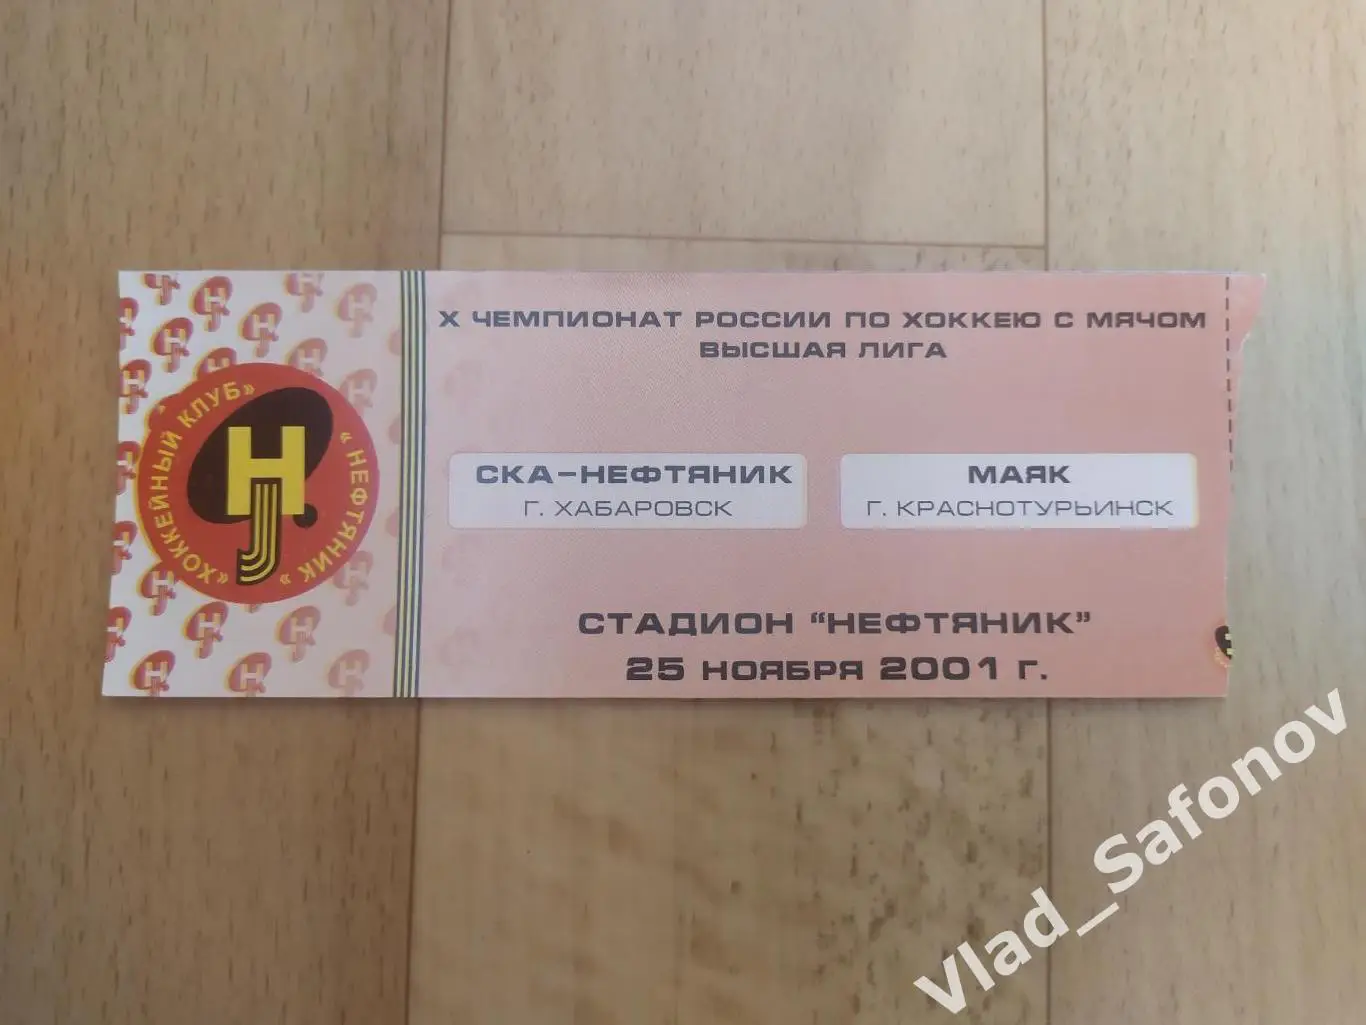 X ЧЕМПИОНАТ РОССИИ ПО ХОККЕЮ С МЯЧОМ
ВЫСШАЯ ЛИГА
«ХОККЕЙНЫЙ КЛУБ»
«НЕФТЯНИК»
Н
СКА-НЕФТЯНИК
Г. ХАБАРОВСК
МАЯК
Г. КРАСНОТУРЬИНСК
СТАДИОН "НЕФТЯНИК"
25 НОЯБРЯ 2001 Г.
Vlad_Safonov